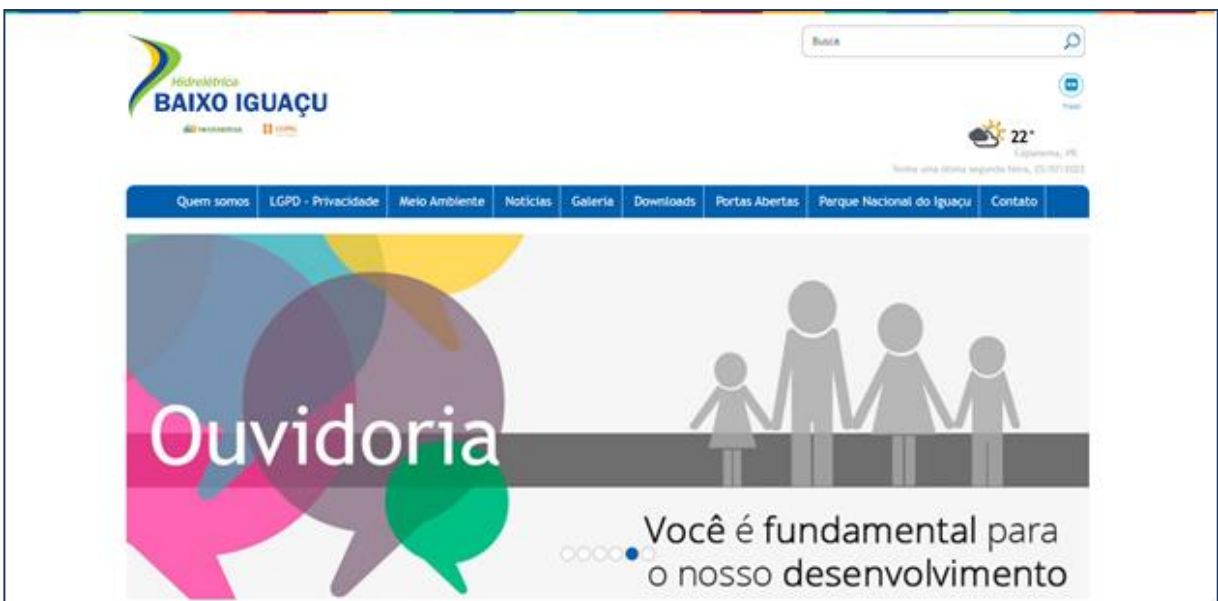 Busca
Hidrelétrica
BAIXO IGUAÇU
22°
Quem somos LGPD - Privacidade Meio Ambiente Notícias Galeria Downloads Portas Abertas Parque Nacional do Iguaçu Contato
Ouvidoria
Você é fundamental para
o nosso desenvolvimento